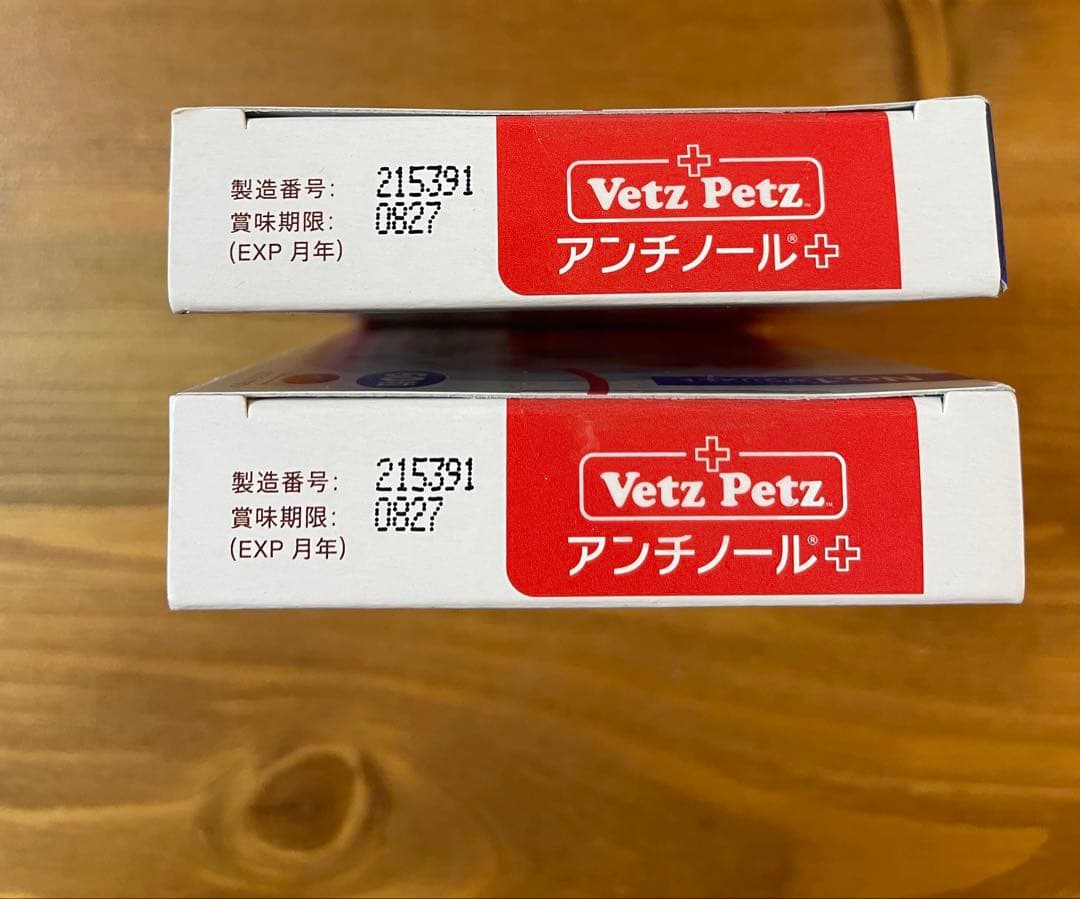 製造番号: 215391
賞味期限: 0827
(EXP 月年)
Vetz Petz™
アンチノール®+
製造番号: 215391
賞味期限: 0827
(EXP 月年)
Vetz Petz™
アンチノール®+